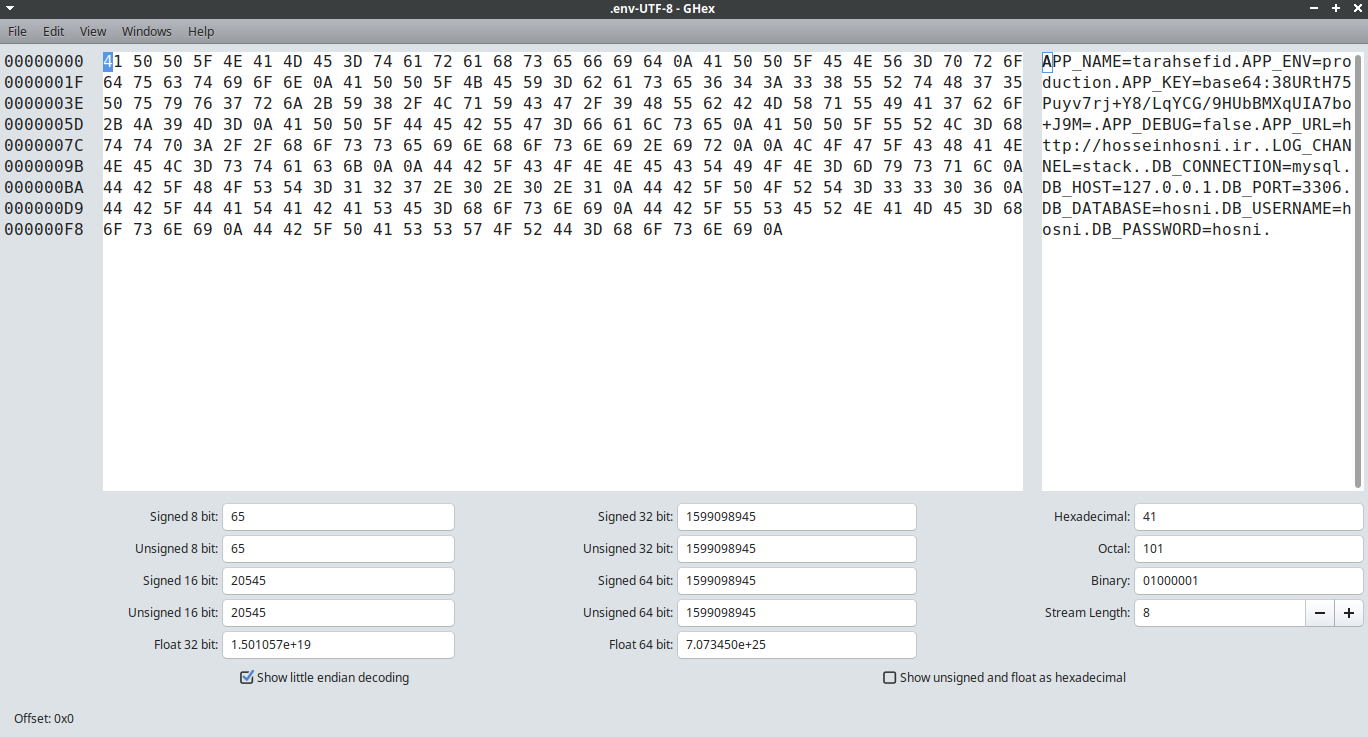 .env-UTF-8 - GHex
File Edit View Windows Help
00000000 41 50 50 5F 4E 41 4D 45 3D 74 61 72 61 68 73 65 66 69 64 0A 41 50 50 5F 45 4E 56 3D 70 72 6F APP_NAME=tarahsefid.APP_ENV=pro
0000001F 64 75 63 74 69 6F 6E 0A 41 50 50 5F 4B 45 59 3D 62 61 73 65 36 34 3A 33 38 55 52 74 48 37 35 duction.APP_KEY=base64:38URtH75
0000003E 50 75 79 76 37 72 6A 2B 59 38 2F 4C 71 59 43 47 2F 39 48 55 62 42 4D 58 71 55 49 41 37 62 6F Puyv7rj+Y8/LqYCG/9HUbBMXqUIA7bo
0000005D 2B 4A 39 4D 3D 0A 41 50 50 5F 44 45 42 55 47 3D 66 61 6C 73 65 0A 41 50 50 5F 55 52 4C 3D 68 +J9M=.APP_DEBUG=false.APP_URL=h
0000007C 74 74 70 3A 2F 2F 68 6F 73 73 65 69 6E 68 6F 73 6E 69 2E 69 72 0A 0A 4C 4F 47 5F 43 48 41 4E ttp://hosseinhosni.ir..LOG_CHAN
0000009B 4E 45 4C 3D 73 74 61 63 6B 0A 0A 44 42 5F 43 4F 4E 4E 45 43 54 49 4F 4E 3D 6D 79 73 71 6C 0A NEL=stack..DB_CONNECTION=mysql.
000000BA 44 42 5F 48 4F 53 54 3D 31 32 37 2E 30 2E 30 2E 31 0A 44 42 5F 50 4F 52 54 3D 33 33 30 36 0A DB_HOST=127.0.0.1.DB_PORT=3306.
000000D9 44 42 5F 44 41 54 41 42 41 53 45 3D 68 6F 73 6E 69 0A 44 42 5F 55 53 45 52 4E 41 4D 45 3D 68 DB_DATABASE=hosni.DB_USERNAME=h
000000F8 6F 73 6E 69 0A 44 42 5F 50 41 53 53 57 4F 52 44 3D 68 6F 73 6E 69 0A osni.DB_PASSWORD=hosni.
Signed 8 bit: 65 Signed 32 bit: 1599098945 Hexadecimal: 41
Unsigned 8 bit: 65 Unsigned 32 bit: 1599098945 Octal: 101
Signed 16 bit: 20545 Signed 64 bit: 1599098945 Binary: 01000001
Unsigned 16 bit: 20545 Unsigned 64 bit: 1599098945 Stream Length: 8
Float 32 bit: 1.501057e+19 Float 64 bit: 7.073450e+25
Show little endian decoding Show unsigned and float as hexadecimal
Offset: 0x0